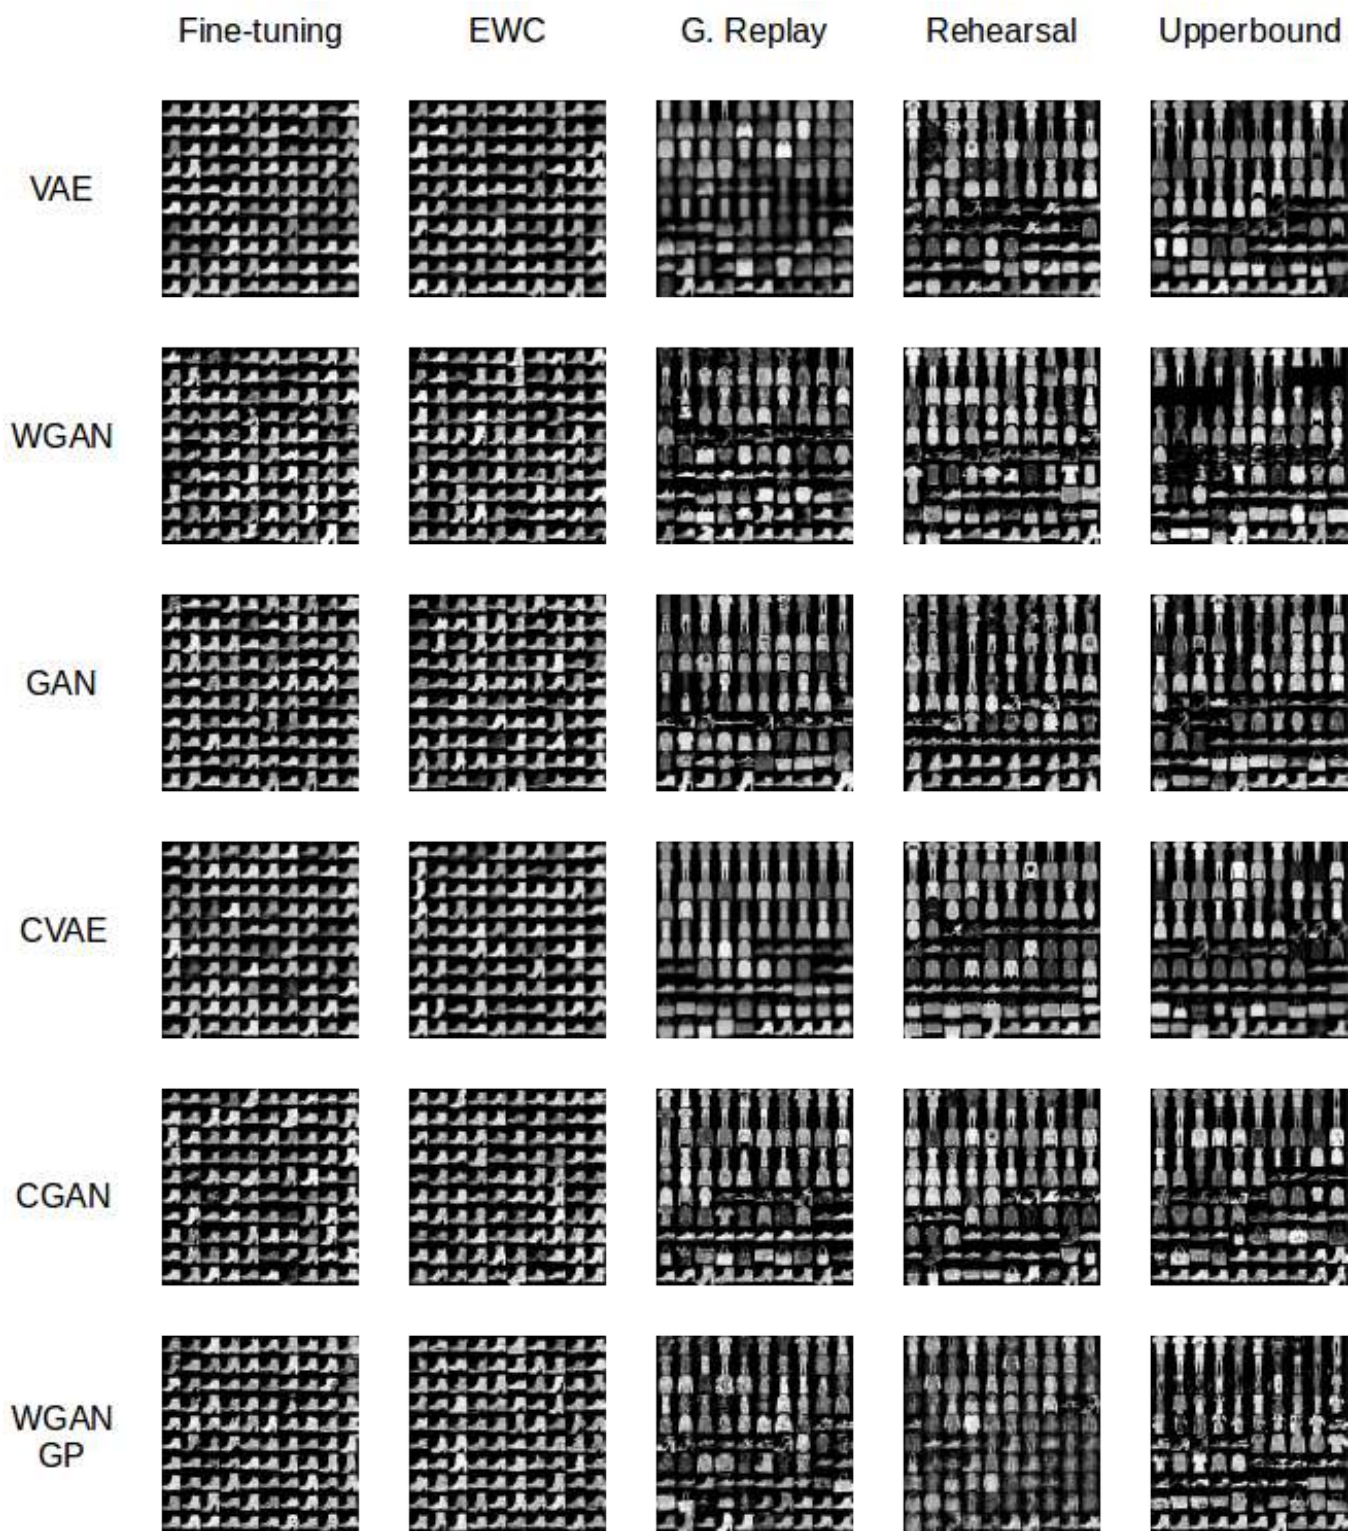 Fine-tuning EWC G. Replay Rehearsal Upperbound
VAE
WGAN
GAN
CVAE
CGAN
WGAN
GP